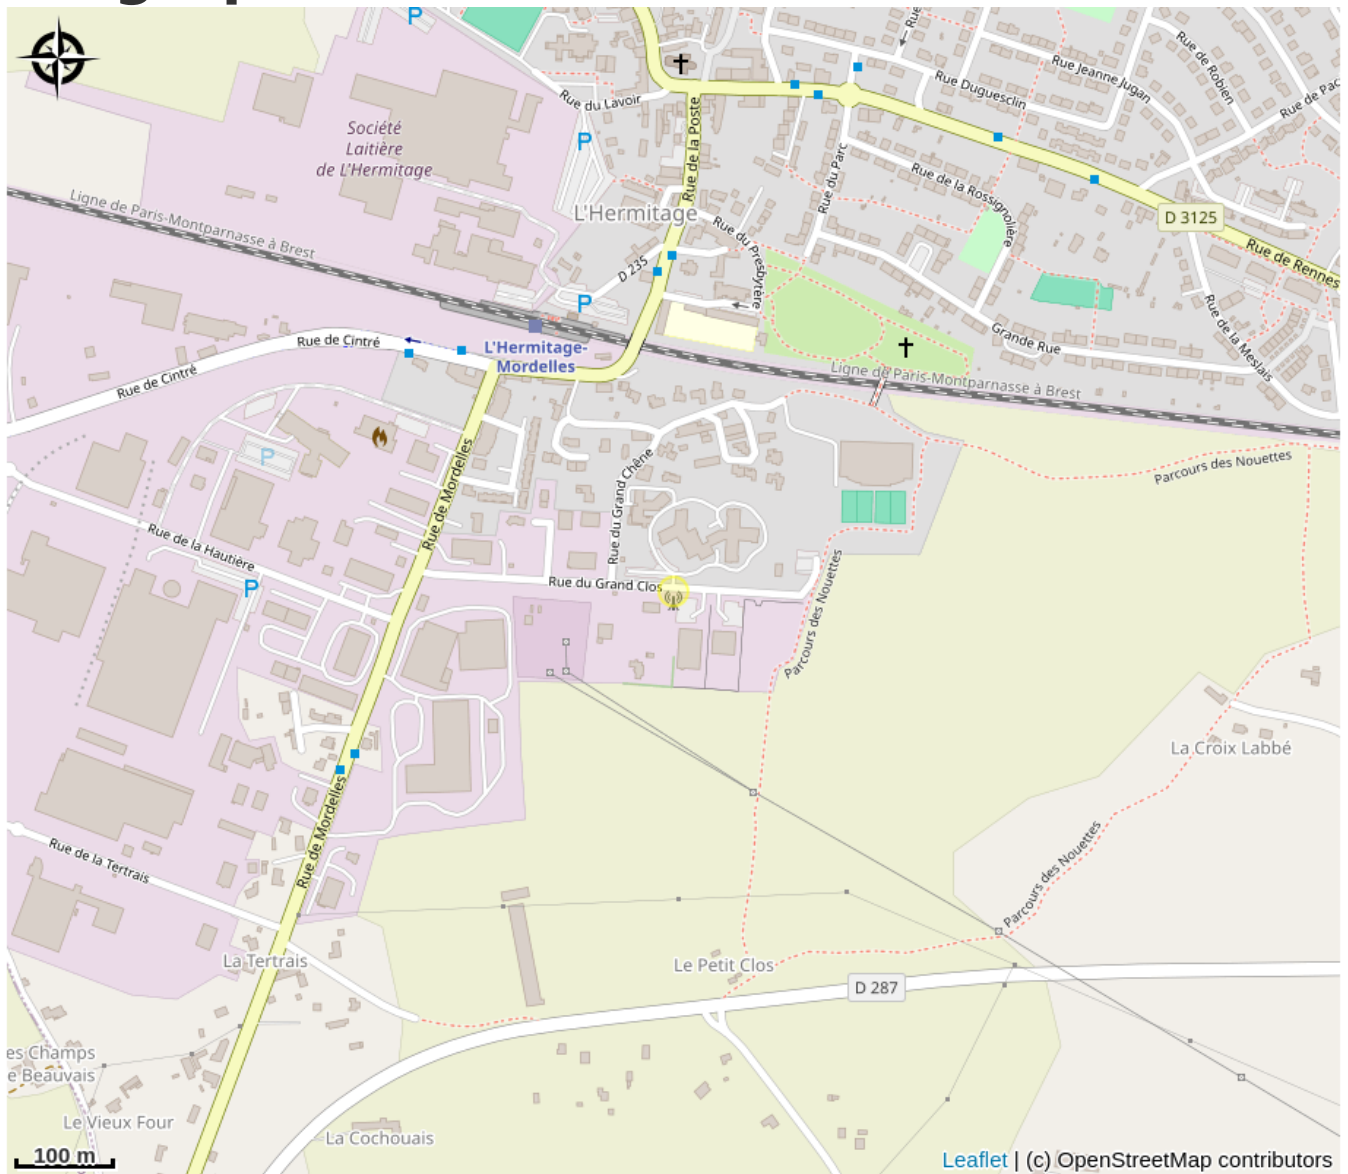 P
Rue du Lavoir
Rue
Rue Duguesclin
Rue Jeanne Jugan
Rue de Robien
Rue de Pac
Société
Laitière
de L'Hermitage
P
Rue de la Poste
Rue du Parc
Rue de la Rossignolière
Ligne de Paris-Montparnasse à Brest
L'Hermitage
D 3125
Rue du Presbytère
Rue de Rennes
D 235
P
Rue de la Meslais
Grande Rue
Rue de Cintré
L'Hermitage-
Mordelles
Rue de Cintré
Ligne de Paris-Montparnasse à Brest
P
Rue de Mordelles
Rue du Grand Chêne
Parcours des Nouettes
Rue de la Hautière
P
Rue du Grand Clos
Parcours des Nouettes
La Croix Labbé
Rue de Mordelles
Rue de la Tertrais
Parcours des Nouettes
La Tertrais
Le Petit Clos
D 287
es Champs
e Beauvais
Le Vieux Four
La Cochouais
100 m
Leaflet | (c) OpenStreetMap contributors